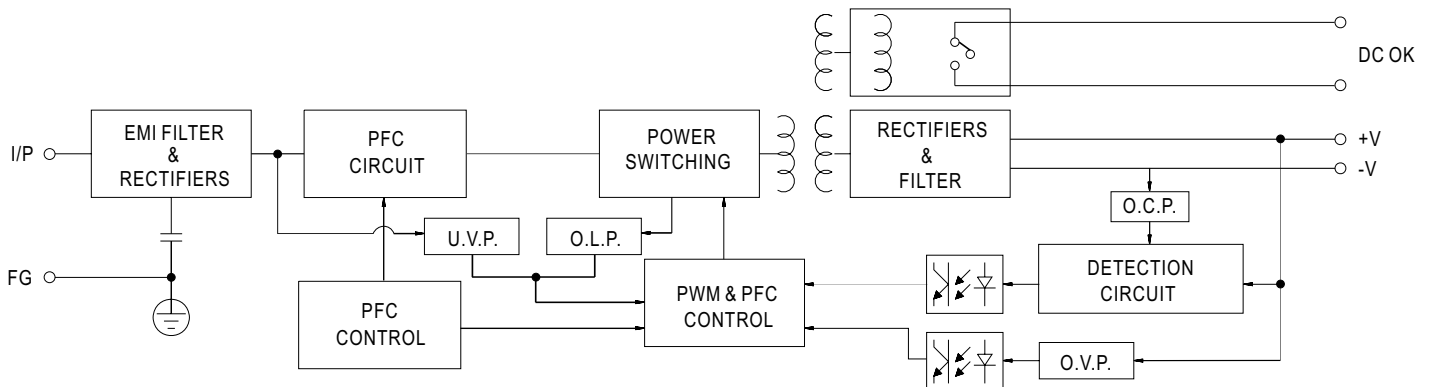 DC OK
EMI FILTER
&
RECTIFIERS
PFC
CIRCUIT
POWER
SWITCHING
RECTIFIERS
&
FILTER
I/P
+V
-V
O.C.P.
U.V.P.
O.L.P.
DETECTION
CIRCUIT
FG
PFC
CONTROL
PWM & PFC
CONTROL
O.V.P.